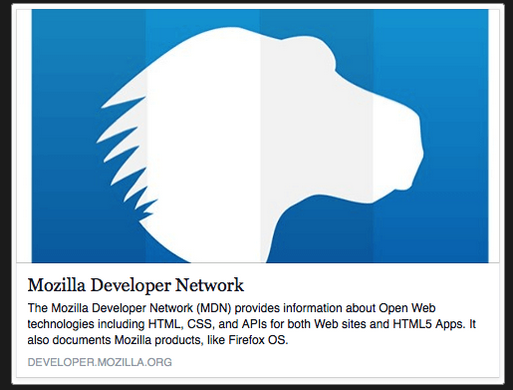 Mozilla Developer Network
The Mozilla Developer Network (MDN) provides information about Open Web
technologies including HTML, CSS, and APIs for both Web sites and HTML5 Apps. It
also documents Mozilla products, like Firefox OS.
DEVELOPER.MOZILLA.ORG